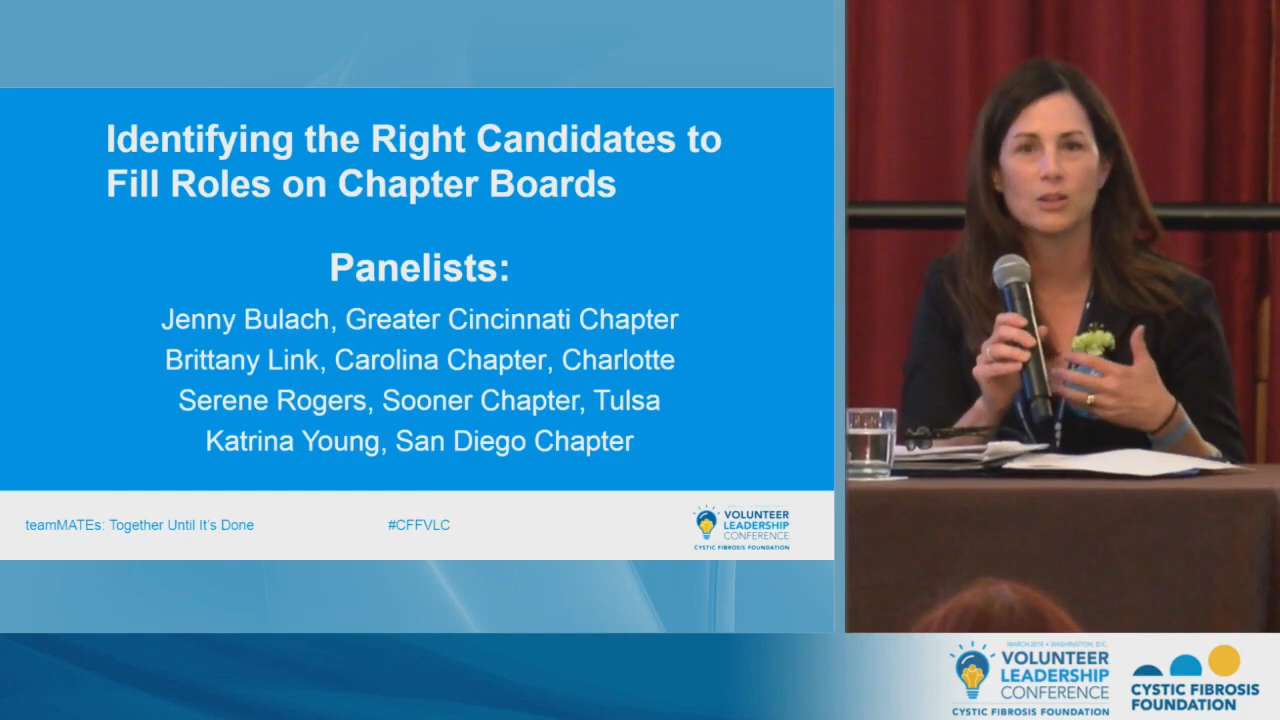 Identifying the Right Candidates to
Fill Roles on Chapter Boards
Panelists:
Jenny Bulach, Greater Cincinnati Chapter
Brittany Link, Carolina Chapter, Charlotte
Serene Rogers, Sooner Chapter, Tulsa
Katrina Young, San Diego Chapter
teamMATEs: Together Until It's Done
#CFFVLC
VOLUNTEER
LEADERSHIP
CONFERENCE
CYSTIC FIBROSIS FOUNDATION
VOLUNTEER
LEADERSHIP
CONFERENCE
CYSTIC FIBROSIS FOUNDATION
CYSTIC FIBROSIS
FOUNDATION